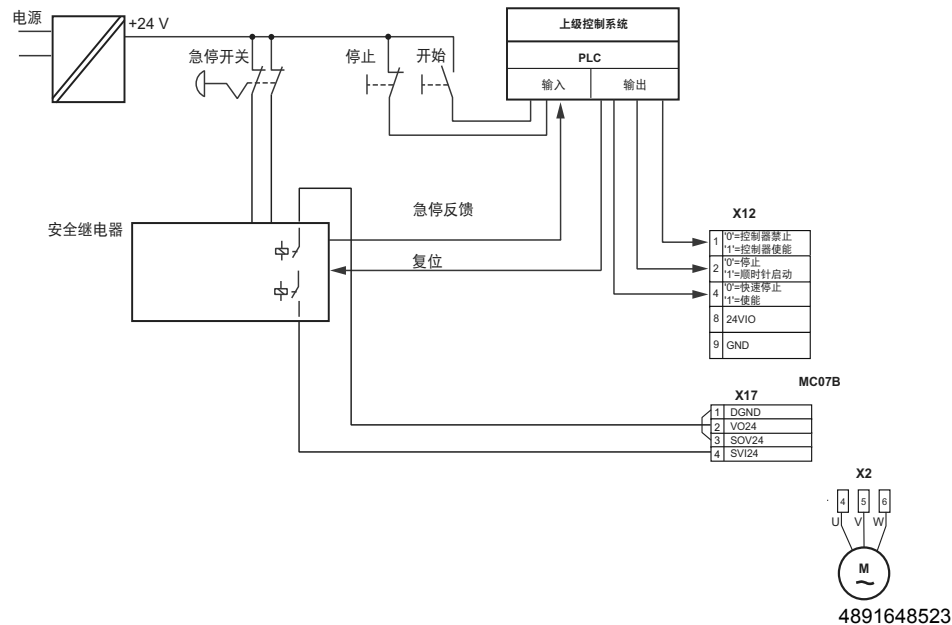 电源
+24 V
急停开关
停止
开始
上级控制系统
PLC
输入
输出
安全继电器
急停反馈
复位
X12
1 '0'=控制器禁止
'1'=控制器使能
2 '0'=停止
'1'=顺时针启动
4 '0'=快速停止
'1'=使能
8 24VIO
9 GND
MC07B
X17
1 DGND
2 VO24
3 SOV24
4 SVI24
X2
4 5 6
U V W
M
4891648523